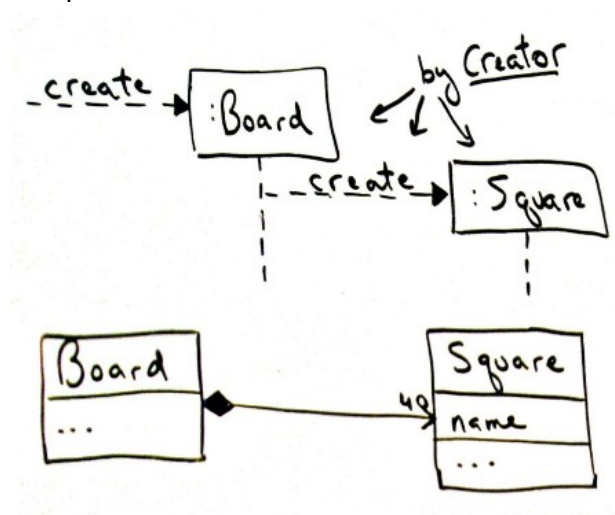 create
:Board
by Creator
create
:Square
Board
...
Square
40
name
...